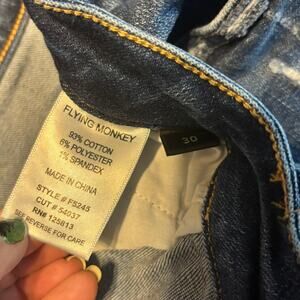 FLYING MONKEY
93% COTTON
6% POLYESTER
1% SPANDEX
MADE IN CHINA
STYLE # F5245
CUT # 54037
RN# 125813
SEE REVERSE FOR CARE
30